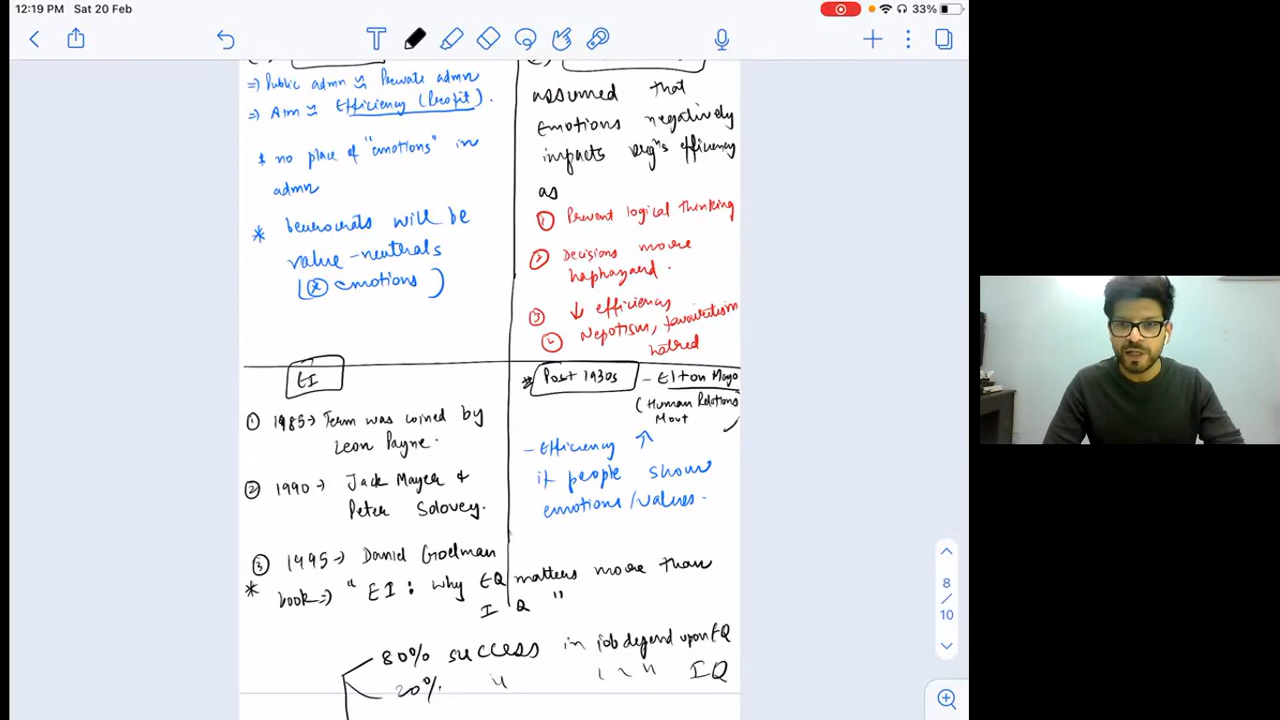 12:19 PM Sat 20 Feb
33%
⇒ Public admn ≈ Private admn
⇒ Aim ≈ Efficiency (Profit).
* no place of "emotions" in
admn
* beurocrats will be
value-neutrals
(ⓧ emotions)
assumed that
Emotions negatively
impacts orgn's efficiency
as
① Prevent logical thinking
② Decisions more
haphazard.
③ ↓ efficiency
④ Nepotism, favouritism
hatred
EI
① 1985→ Term was coined by
Leon Payne.
② 1990→ Jack Mayer &
Peter Solovey.
③ 1995→ Daniel Goelman
* book⇒ "EI: why EQ matters more than
IQ"
* Post 1930s - Elton Mayo
(Human Relations
Movt
- Efficiency ↑
if people show
emotions/values.
80% success in job depend upon EQ
20% " " " " IQ
8
/
10